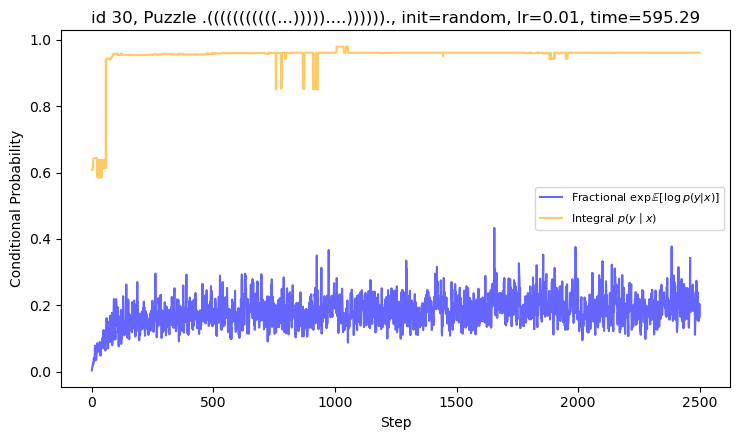 id 30, Puzzle .(((((((((((...)))))....))))))., init=random, lr=0.01, time=595.29
Conditional Probability
1.0
0.8
0.6
0.4
0.2
0.0
Fractional exp𝔼[log p(y|x)]
Integral p(y | x)
0
500
1000
1500
2000
2500
Step